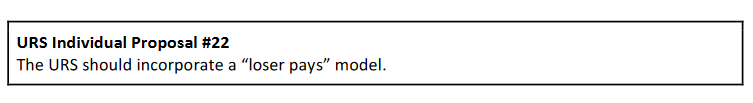 URS Individual Proposal #22
The URS should incorporate a “loser pays” model.